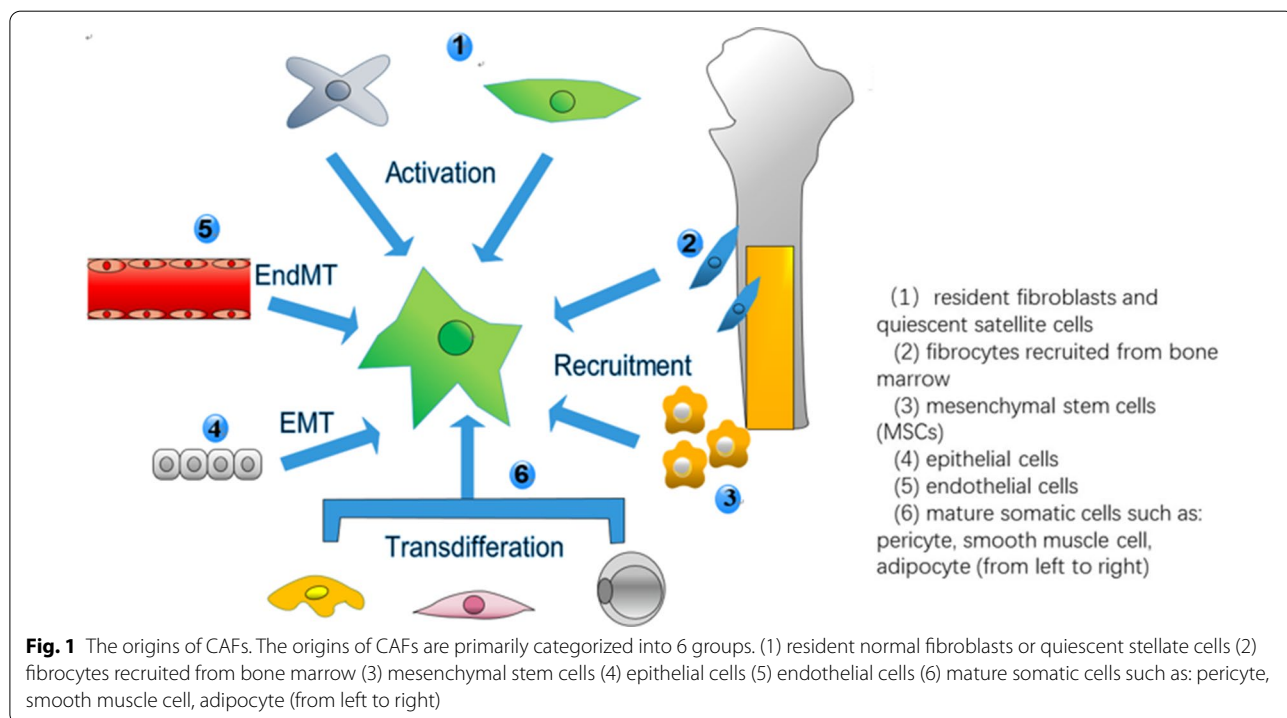 1
Activation
5
EndMT
2
Recruitment
4
EMT
6
3
Transdifferation
(1) resident fibroblasts and
quiescent satellite cells
(2) fibrocytes recruited from bone
marrow
(3) mesenchymal stem cells
(MSCs)
(4) epithelial cells
(5) endothelial cells
(6) mature somatic cells such as:
pericyte, smooth muscle cell,
adipocyte (from left to right)
Fig. 1 The origins of CAFs. The origins of CAFs are primarily categorized into 6 groups. (1) resident normal fibroblasts or quiescent stellate cells (2)
fibrocytes recruited from bone marrow (3) mesenchymal stem cells (4) epithelial cells (5) endothelial cells (6) mature somatic cells such as: pericyte,
smooth muscle cell, adipocyte (from left to right)